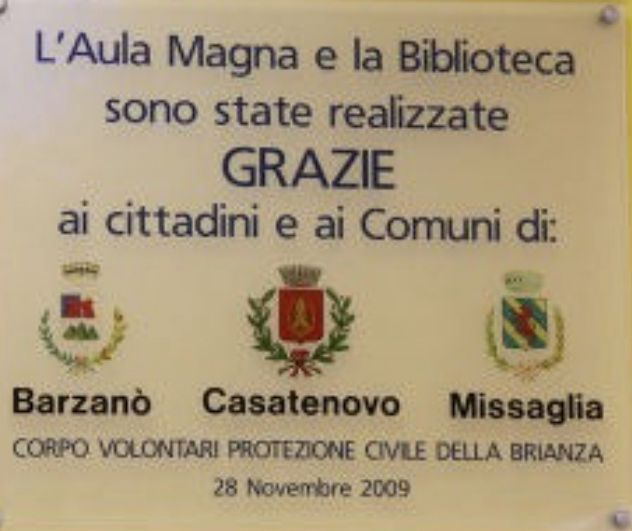 L'Aula Magna e la Biblioteca
sono state realizzate
GRAZIE
ai cittadini e ai Comuni di:
Barzanò Casatenovo Missaglia
CORPO VOLONTARI PROTEZIONE CIVILE DELLA BRIANZA
28 Novembre 2009